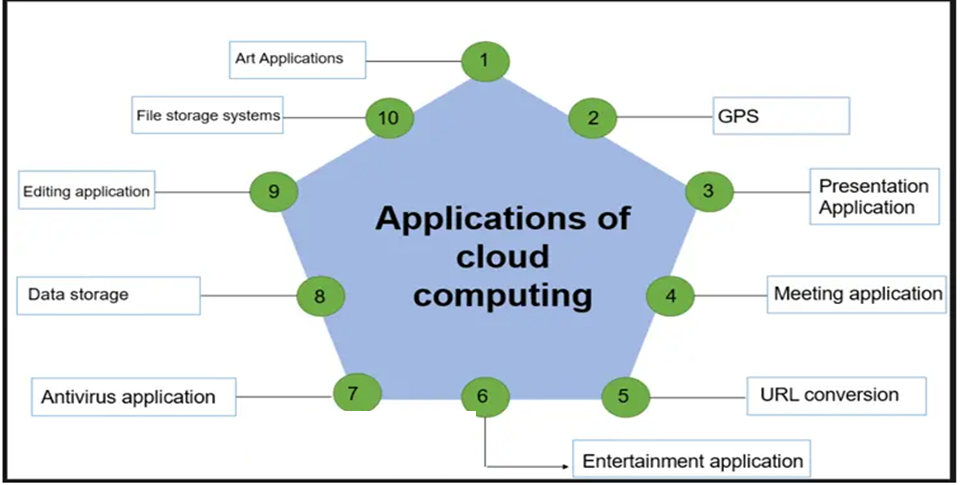 Art Applications
1
File storage systems
10
2
GPS
Editing application
9
3
Presentation
Application
Applications of
cloud
computing
Data storage
8
4
Meeting application
Antivirus application
7
6
5
URL conversion
Entertainment application